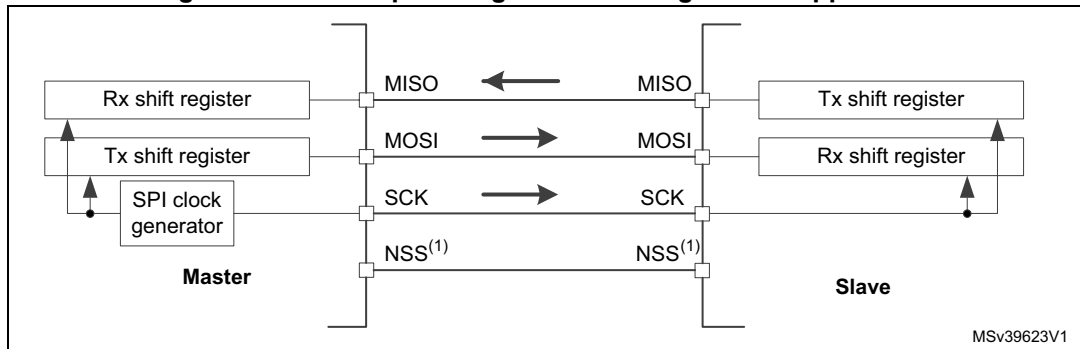 MISO
MISO
Rx shift register
Tx shift register
MOSI
MOSI
Tx shift register
Rx shift register
SPI clock
generator
SCK
SCK
NSS(1)
NSS(1)
Master
Slave
MSv39623V1